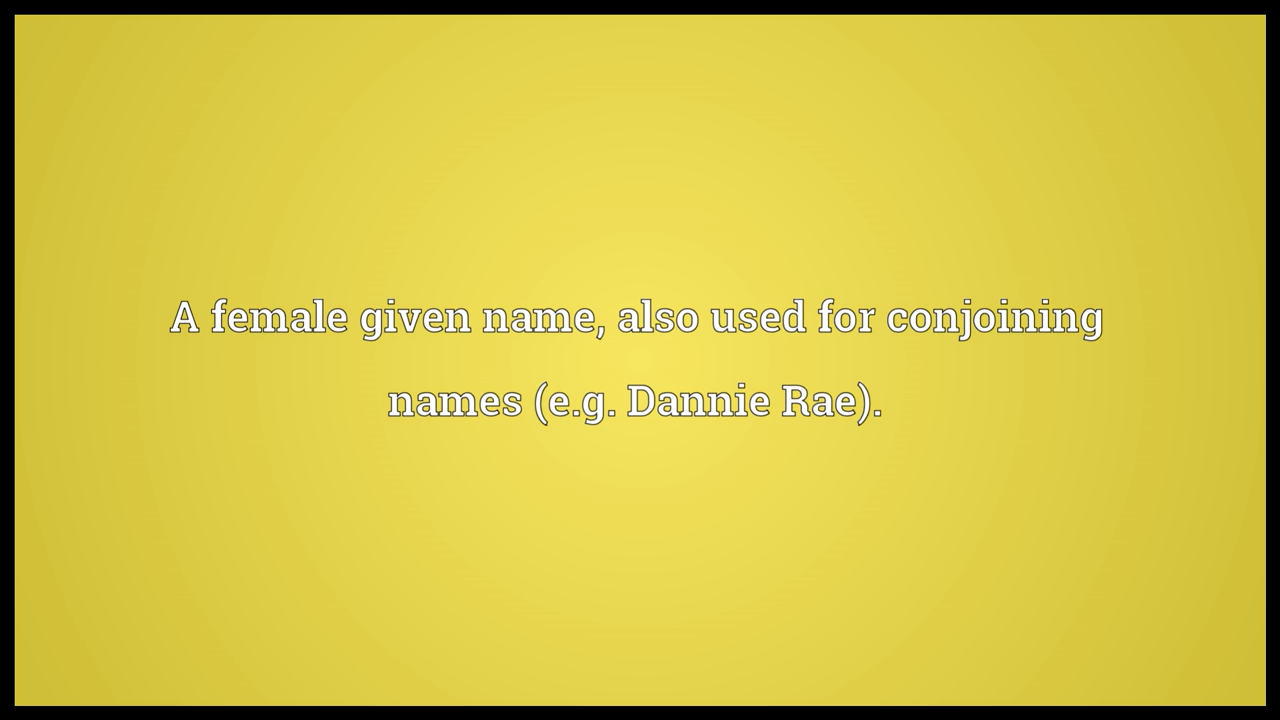 A female given name, also used for conjoining
names (e.g. Dannie Rae).